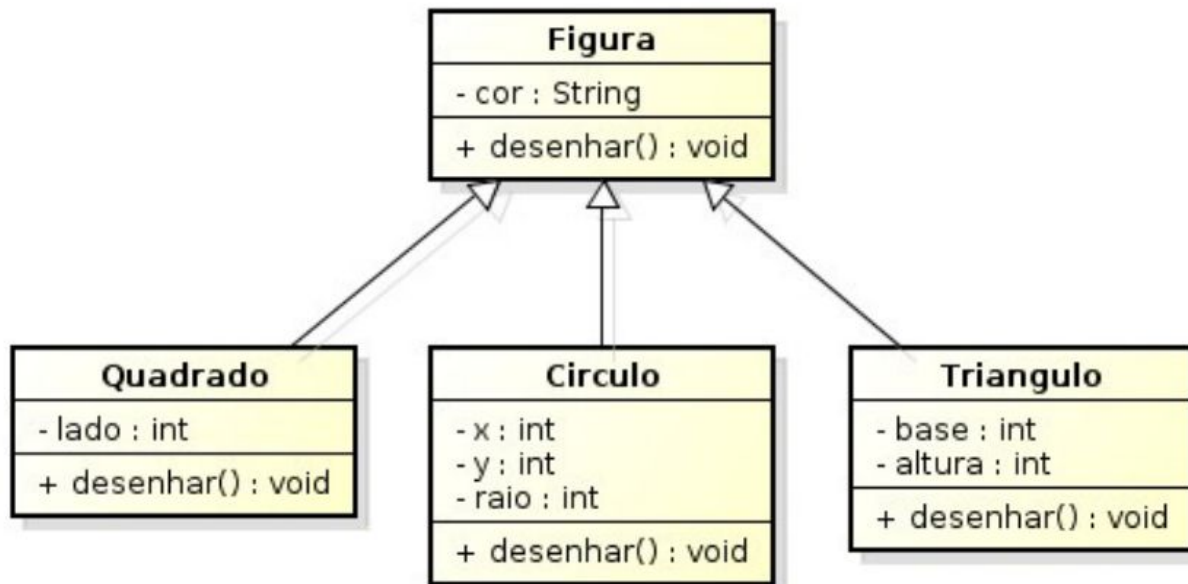 Figura
- cor : String
+ desenhar() : void
Quadrado
- lado : int
+ desenhar() : void
Circulo
- x : int
- y : int
- raio : int
+ desenhar() : void
Triangulo
- base : int
- altura : int
+ desenhar() : void